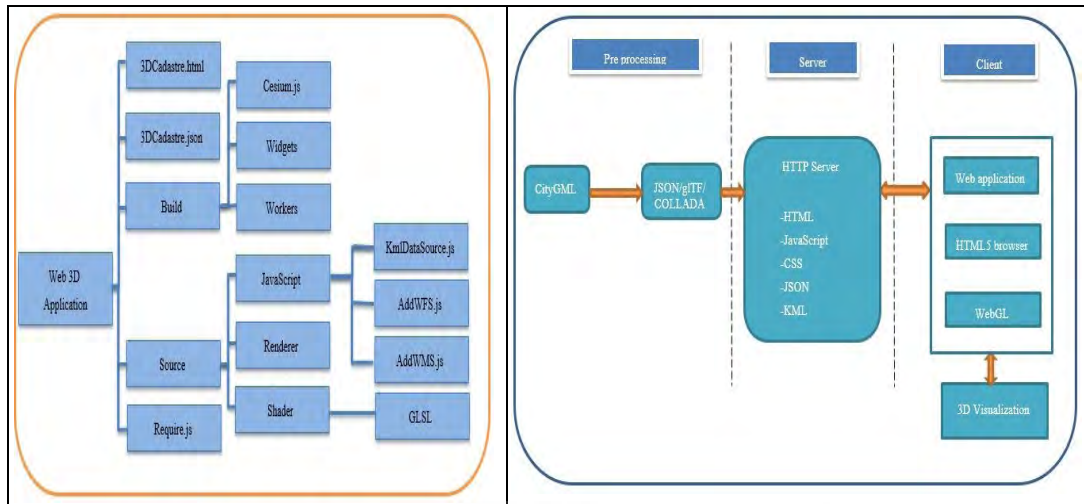 3DCadastre.html
3DCadastre.json
Build
Cesium.js
Widgets
Workers
Web 3D
Application
Source
Require.js
JavaScript
Renderer
Shader
KmlDataSource.js
AddWFS.js
AddWMS.js
GLSL
Pre processing
Server
Client
CityGML
JSON/glTF/
COLLADA
HTTP Server
-HTML
-JavaScript
-CSS
-JSON
-KML
Web application
HTML5 browser
WebGL
3D Visualization